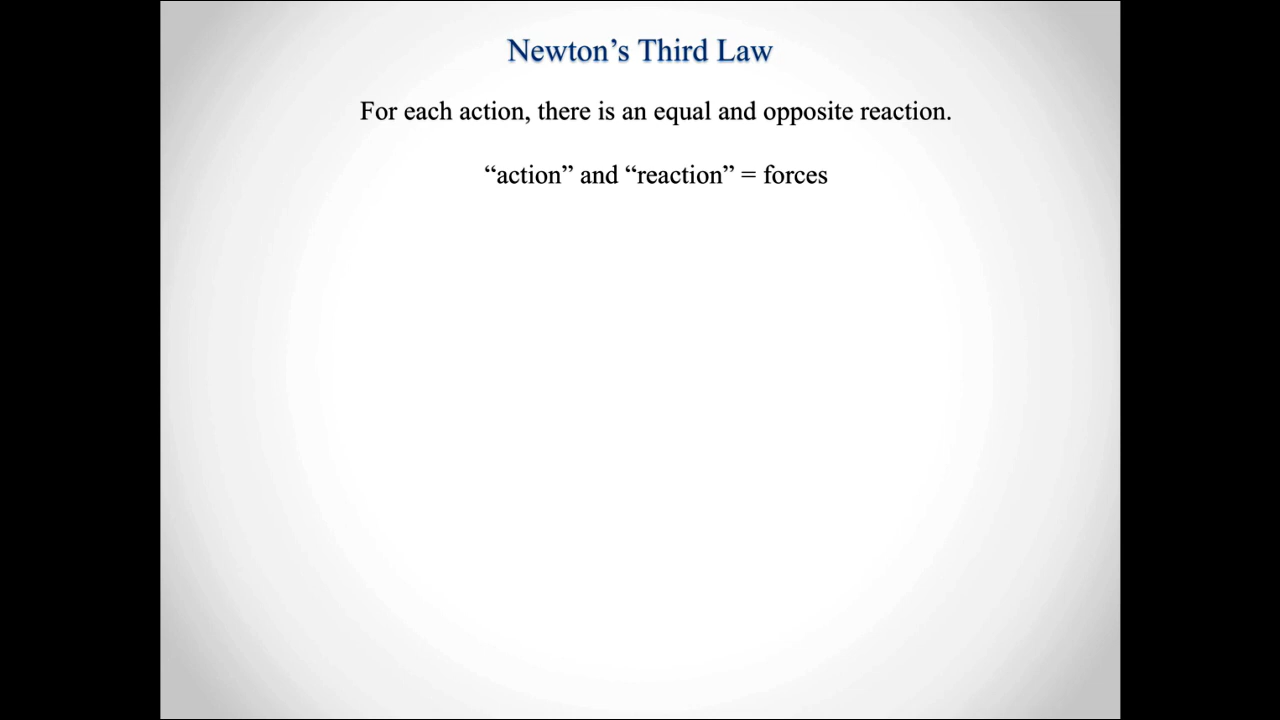 Newton’s Third Law
For each action, there is an equal and opposite reaction.
“action” and “reaction” = forces